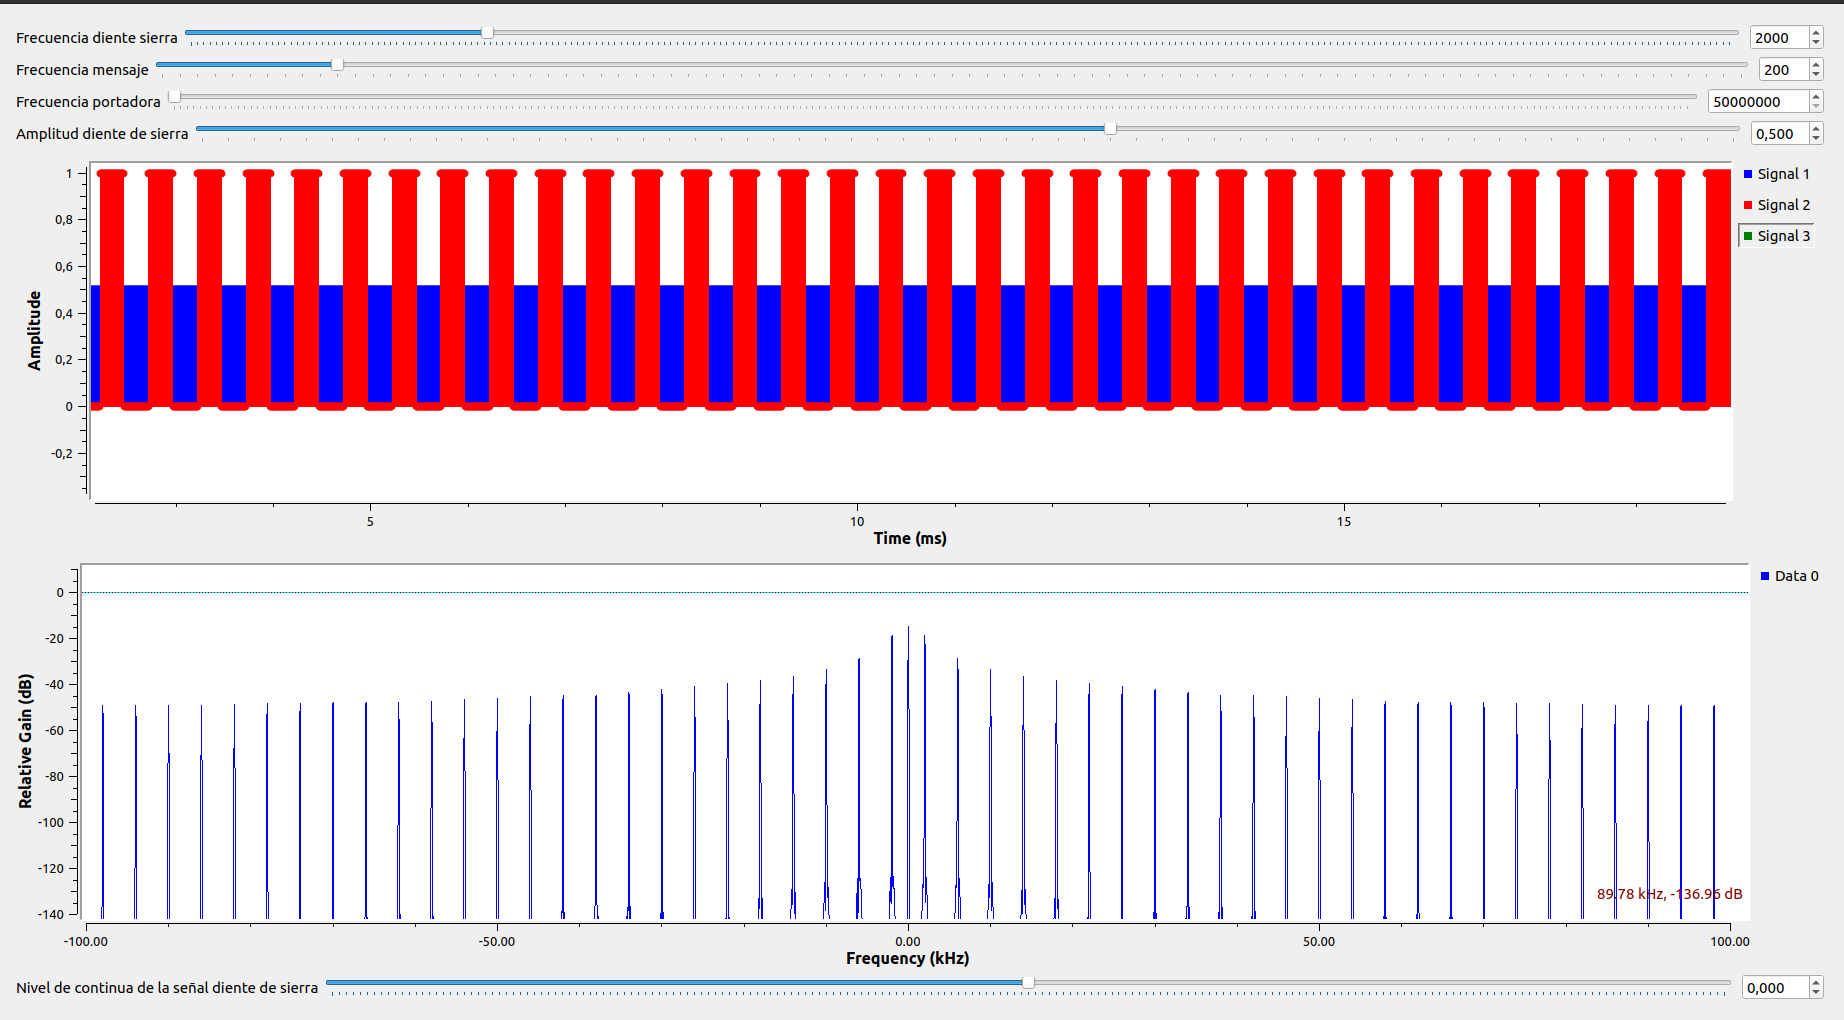 Frecuencia diente sierra 2000
Frecuencia mensaje 200
Frecuencia portadora 50000000
Amplitud diente de sierra 0,500
1
0,8
0,6
0,4
0,2
0
-0,2
Amplitude
5 10 15
Time (ms)
Signal 1
Signal 2
Signal 3
0
-20
-40
-60
-80
-100
-120
-140
Relative Gain (dB)
Data 0
89.78 kHz, -136.96 dB
-100.00 -50.00 0.00 50.00 100.00
Frequency (kHz)
Nivel de continua de la señal diente de sierra 0,000